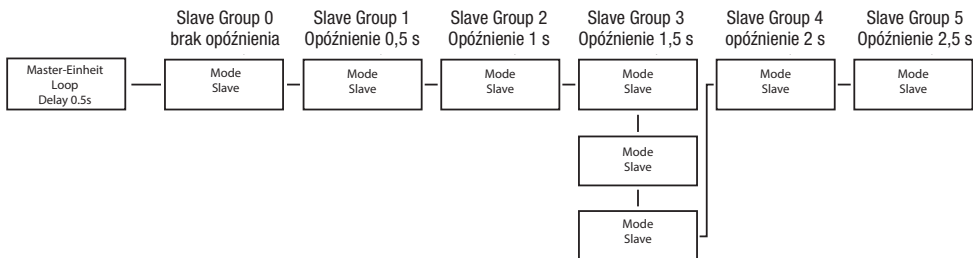 Slave Group 0
brak opóźnienia
Slave Group 1
Opóźnienie 0,5 s
Slave Group 2
Opóźnienie 1 s
Slave Group 3
Opóźnienie 1,5 s
Slave Group 4
opóźnienie 2 s
Slave Group 5
Opóźnienie 2,5 s
Master-Einheit
Loop
Delay 0.5s
Mode
Slave
Mode
Slave
Mode
Slave
Mode
Slave
Mode
Slave
Mode
Slave
Mode
Slave
Mode
Slave